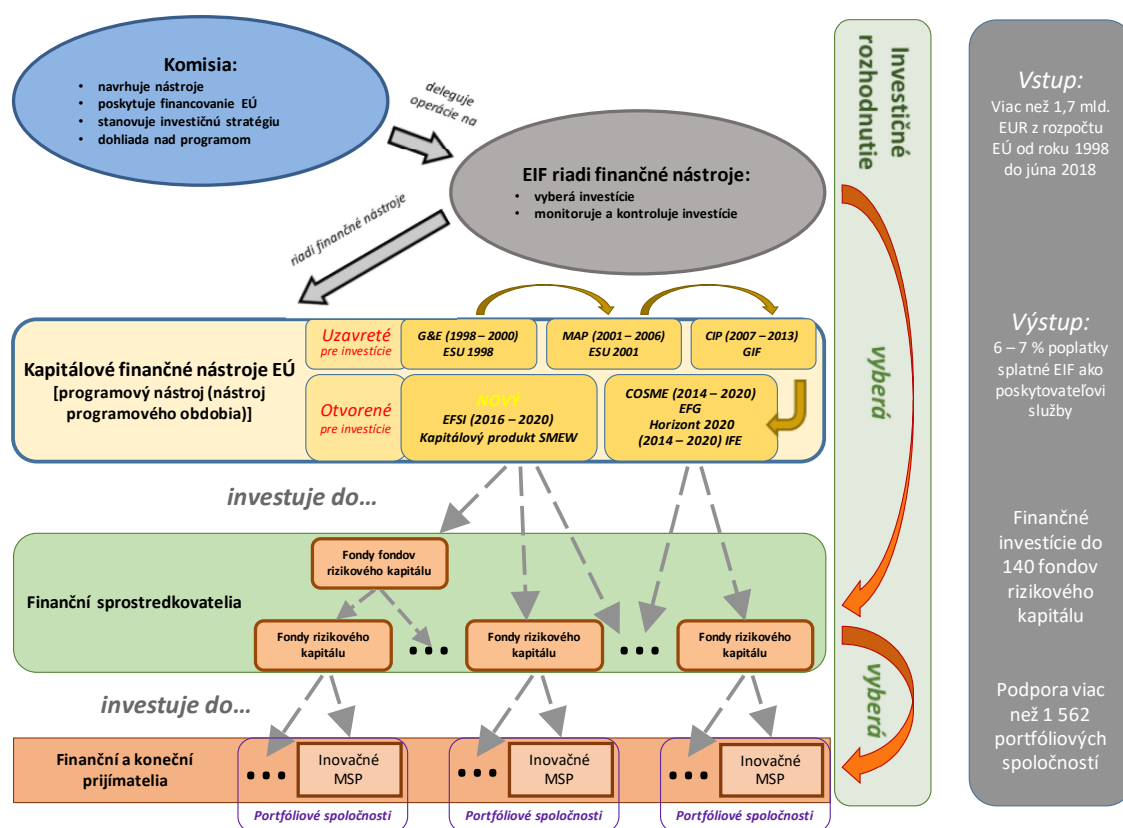 Komisia:
• navrhuje nástroje
• poskytuje financovanie EÚ
• stanovuje investičnú stratégiu
• dohliada nad programom
deleguje
operácie na
EIF riadi finančné nástroje:
• vyberá investície
• monitoruje a kontroluje investície
riadi finančné nástroje
Kapitálové finančné nástroje EÚ
[programový nástroj (nástroj
programového obdobia)]
Uzavreté
pre investície
G&E (1998 – 2000)
ESU 1998
MAP (2001 – 2006)
ESU 2001
CIP (2007 – 2013)
GIF
Otvorené
pre investície
NOVÝ
EFSI (2016 – 2020)
Kapitálový produkt SMEW
COSME (2014 – 2020)
EFG
Horizont 2020
(2014 – 2020) IFE
investuje do…
Finanční sprostredkovatelia
Fondy fondov
rizikového kapitálu
Fondy rizikového
kapitálu
...
Fondy rizikového
kapitálu
...
Fondy rizikového
kapitálu
investuje do…
Finanční a koneční
prijímatelia
...
Inovačné
MSP
...
Inovačné
MSP
...
Inovačné
MSP
Portfóliové spoločnosti
Portfóliové spoločnosti
Portfóliové spoločnosti
Investičné
rozhodnutie
vyberá
vyberá
Vstup:
Viac než 1,7 mld.
EUR z rozpočtu
EÚ od roku 1998
do júna 2018
Výstup:
6 – 7 % poplatky
splatné EIF ako
poskytovateľovi
služby
Finančné
investície do
140 fondov
rizikového
kapitálu
Podpora viac
než 1 562
portfóliových
spoločností